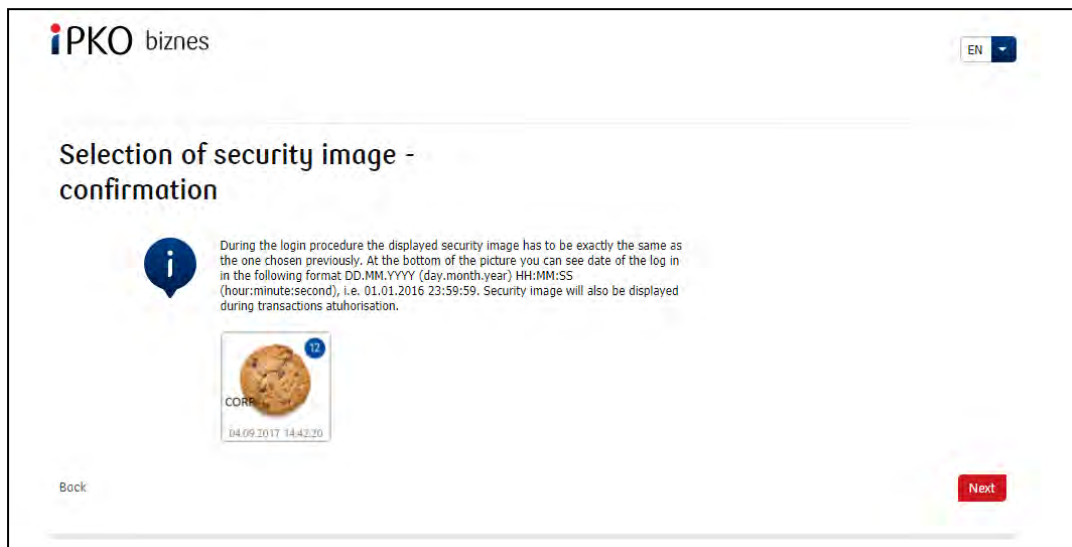 iPKO biznes
EN
Selection of security image -
confirmation
i
During the login procedure the displayed security image has to be exactly the same as
the one chosen previously. At the bottom of the picture you can see date of the log in
in the following format DD.MM.YYYY (day.month.year) HH:MM:SS
(hour:minute:second), i.e. 01.01.2016 23:59:59. Security image will also be displayed
during transactions atuhorisation.
12
04.09.2017 14:42:20
Back
Next